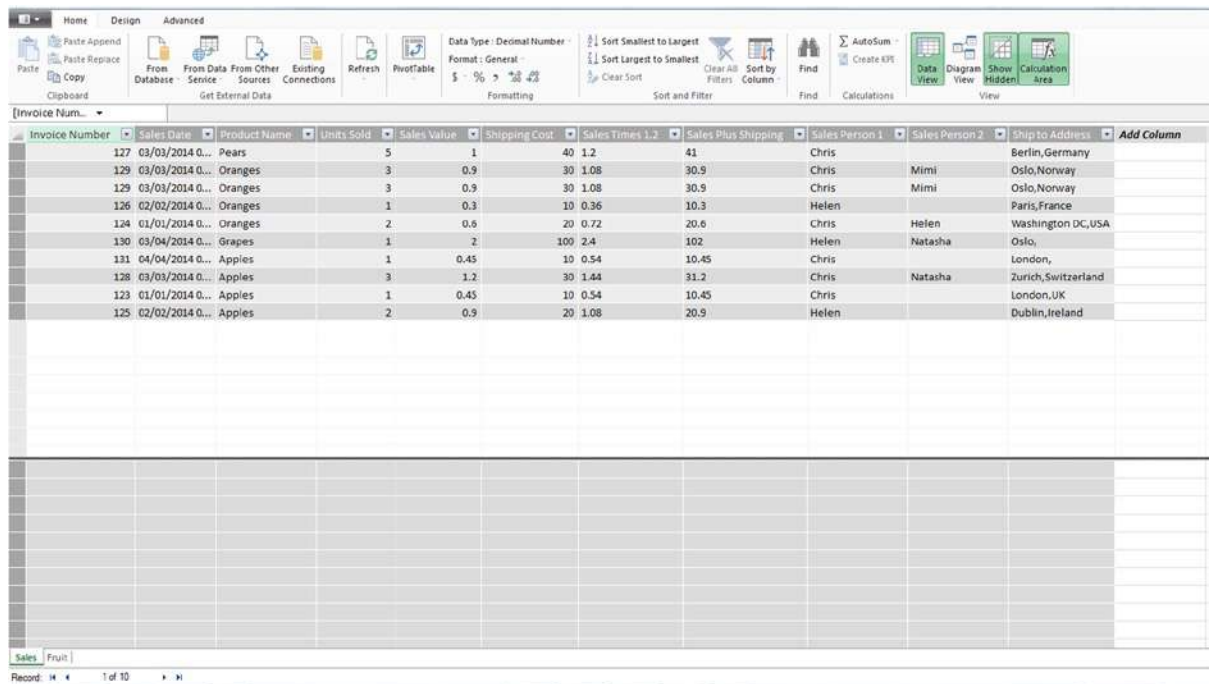 Home Design Advanced
Paste
Paste Append
Paste Replace
Copy
Clipboard
From Database
From Data Service
From Other Sources
Existing Connections
Get External Data
Refresh
PivotTable
Data Type : Decimal Number
Format : General
$ % ,
Formatting
Sort Smallest to Largest
Sort Largest to Smallest
Clear Sort
Clear All Filters
Sort by Column
Sort and Filter
Find
Find
AutoSum
Create KPI
Calculations
Data View
Diagram View
Show Hidden
Calculation Area
View
[Invoice Num...
Invoice Number Sales Date Product Name Units Sold Sales Value Shipping Cost Sales Times 1.2 Sales Plus Shipping Sales Person 1 Sales Person 2 Ship to Address Add Column
127 03/03/2014 0... Pears 5 1 40 1.2 41 Chris Berlin,Germany
129 03/03/2014 0... Oranges 3 0.9 30 1.08 30.9 Chris Mimi Oslo,Norway
129 03/03/2014 0... Oranges 3 0.9 30 1.08 30.9 Chris Mimi Oslo,Norway
126 02/02/2014 0... Oranges 1 0.3 10 0.36 10.3 Helen Paris,France
124 01/01/2014 0... Oranges 2 0.6 20 0.72 20.6 Chris Helen Washington DC,USA
130 03/04/2014 0... Grapes 1 2 100 2.4 102 Helen Natasha Oslo,
131 04/04/2014 0... Apples 1 0.45 10 0.54 10.45 Chris London,
128 03/03/2014 0... Apples 3 1.2 30 1.44 31.2 Chris Natasha Zurich,Switzerland
123 01/01/2014 0... Apples 1 0.45 10 0.54 10.45 Chris London,UK
125 02/02/2014 0... Apples 2 0.9 20 1.08 20.9 Helen Dublin,Ireland
Sales Fruit
Record: 1 of 10